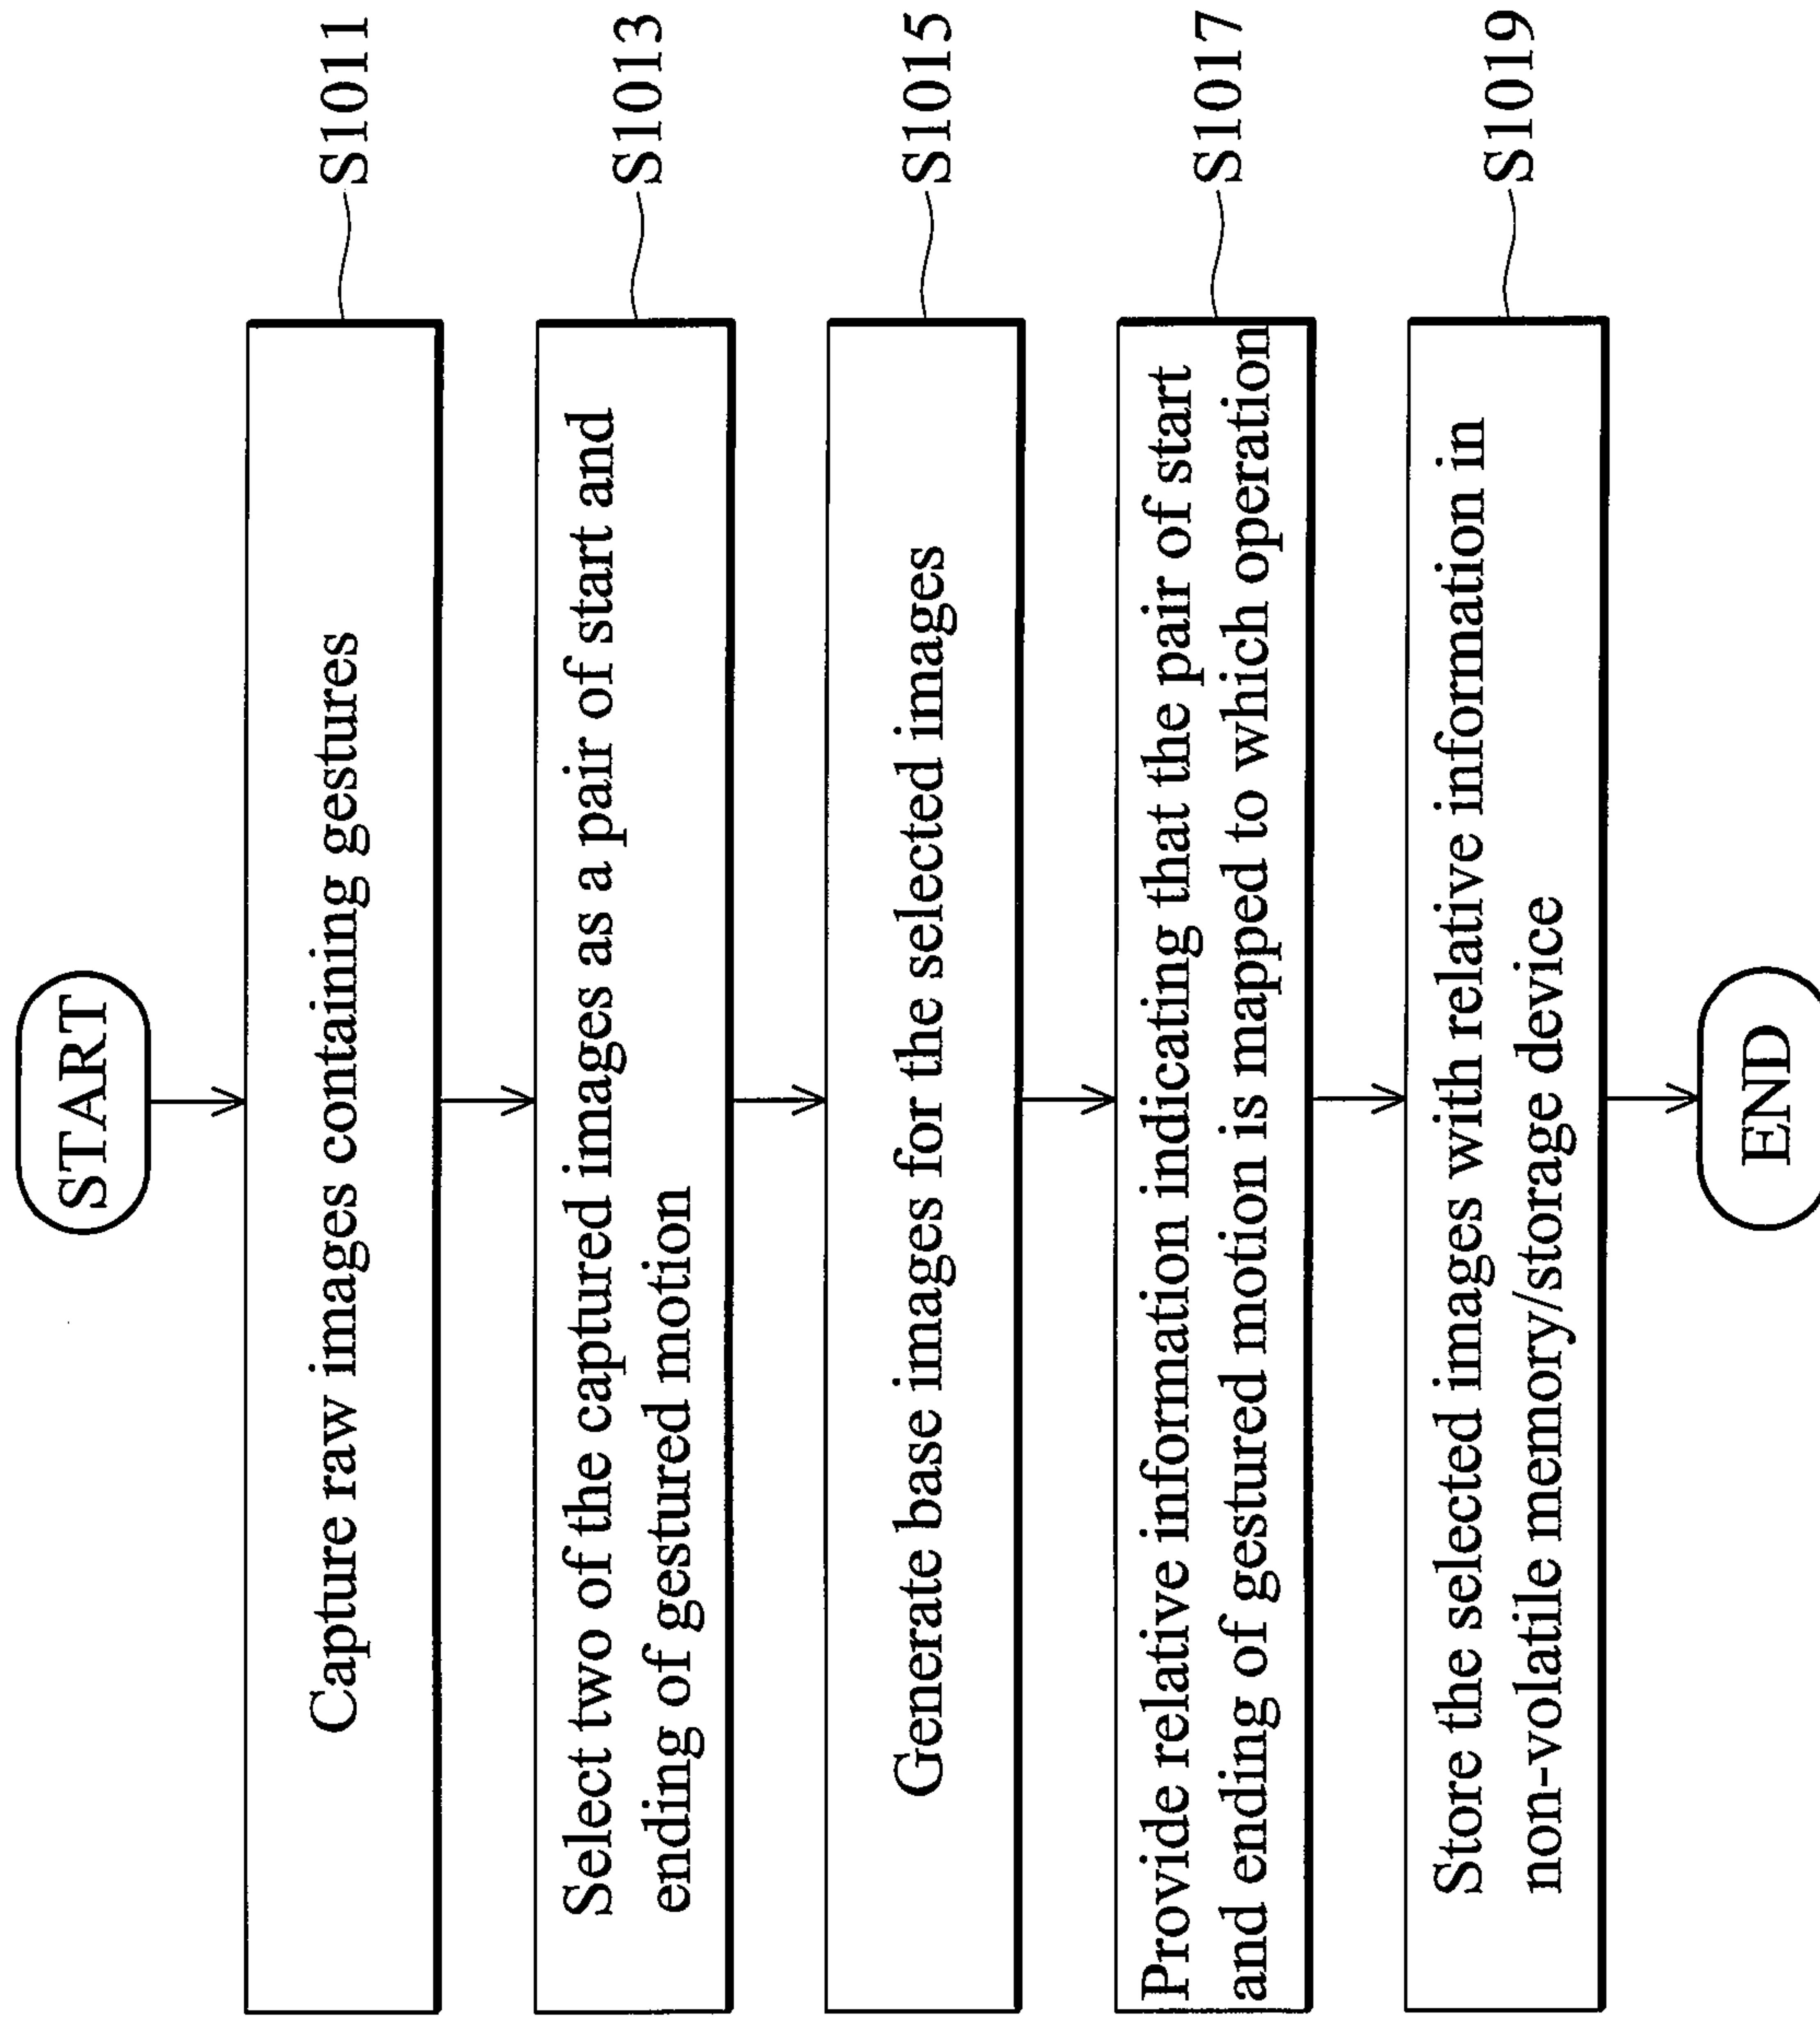 START
Capture raw images containing gestures
S1011
Select two of the captured images as a pair of start and
ending of gestured motion
S1013
Generate base images for the selected images
S1015
Provide relative information indicating that the pair of start
and ending of gestured motion is mapped to which operation
S1017
Store the selected images with relative information in
non-volatile memory/storage device
S1019
END